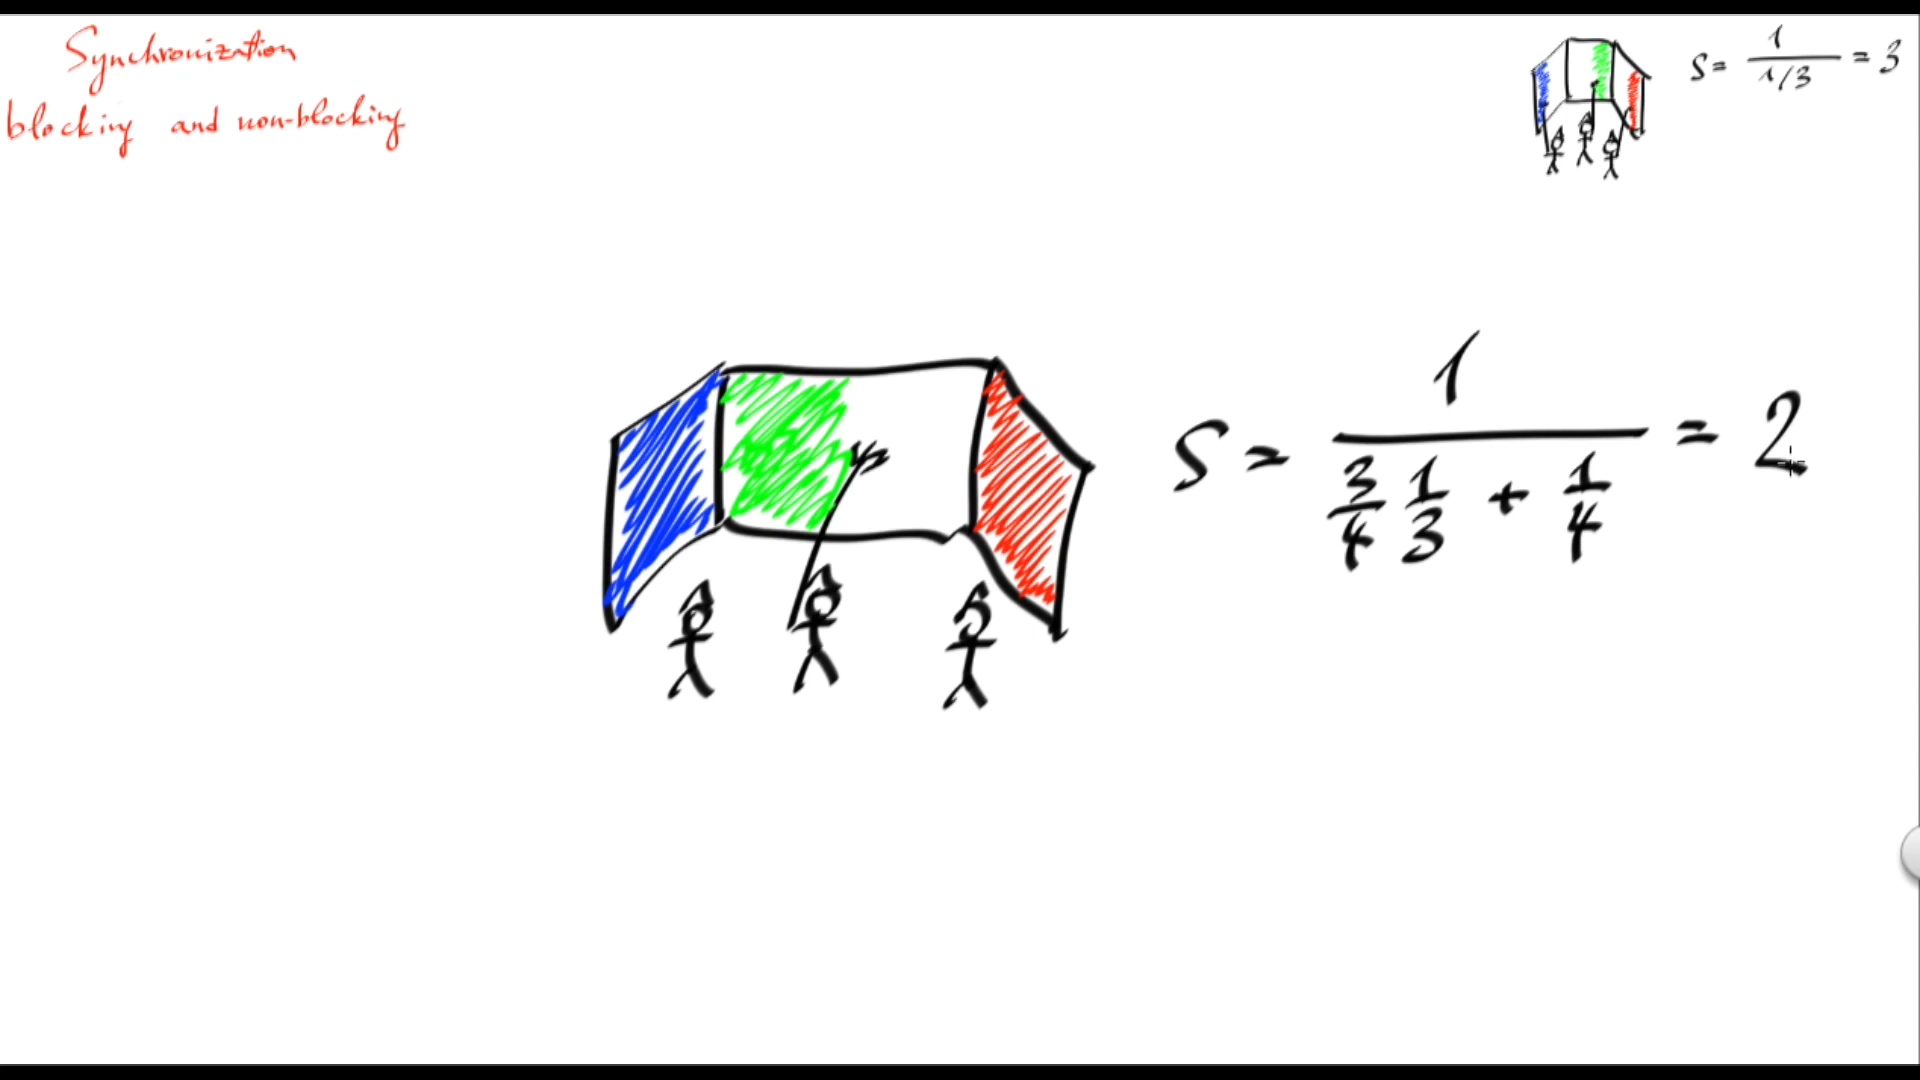 Synchronization
blocking and non-blocking
S = 1 / (1/3) = 3
S = 1 / (3/4 1/3 + 1/4) = 2